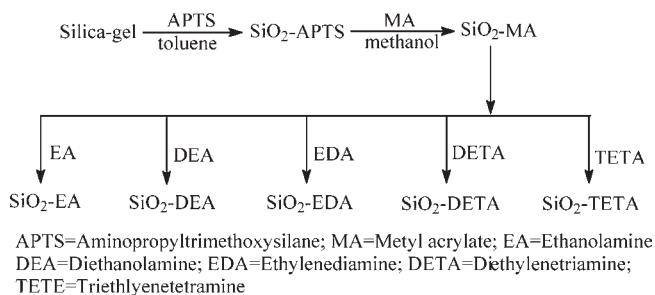 APTS MA
Silica-gel SiO₂-APTS SiO₂-MA
toluene methanol
EA DEA EDA DETA TETA
SiO₂-EA SiO₂-DEA SiO₂-EDA SiO₂-DETA SiO₂-TETA
APTS=Aminopropyltrimethoxysilane; MA=Metyl acrylate; EA=Ethanolamine
DEA=Diethanolamine; EDA=Ethylenediamine; DETA=Diethylenetriamine;
TETE=Triethlyenetetramine